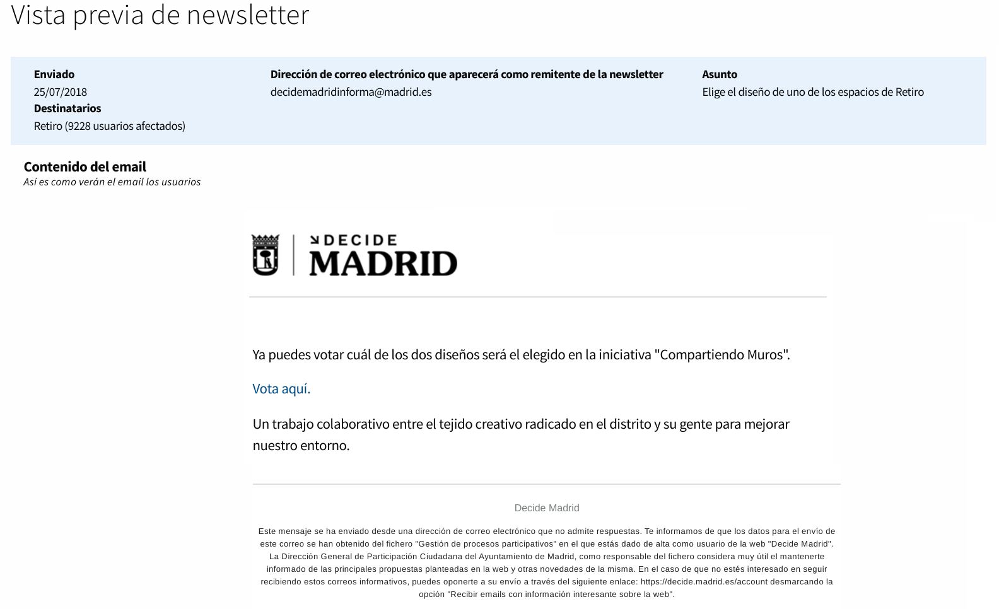 Vista previa de newsletter
Enviado
25/07/2018
Destinatarios
Retiro (9228 usuarios afectados)
Dirección de correo electrónico que aparecerá como remitente de la newsletter
decidemadridinforma@madrid.es
Asunto
Elige el diseño de uno de los espacios de Retiro
Contenido del email
Así es como verán el email los usuarios
DECIDE
MADRID
Ya puedes votar cuál de los dos diseños será el elegido en la iniciativa "Compartiendo Muros".
Vota aquí.
Un trabajo colaborativo entre el tejido creativo radicado en el distrito y su gente para mejorar
nuestro entorno.
Decide Madrid
Este mensaje se ha enviado desde una dirección de correo electrónico que no admite respuestas. Te informamos de que los datos para el envío de
este correo se han obtenido del fichero "Gestión de procesos participativos" en el que estás dado de alta como usuario de la web "Decide Madrid".
La Dirección General de Participación Ciudadana del Ayuntamiento de Madrid, como responsable del fichero considera muy útil el mantenerte
informado de las principales propuestas planteadas en la web y otras novedades de la misma. En el caso de que no estés interesado en seguir
recibiendo estos correos informativos, puedes oponerte a su envío a través del siguiente enlace: https://decide.madrid.es/account desmarcando la
opción "Recibir emails con información interesante sobre la web".